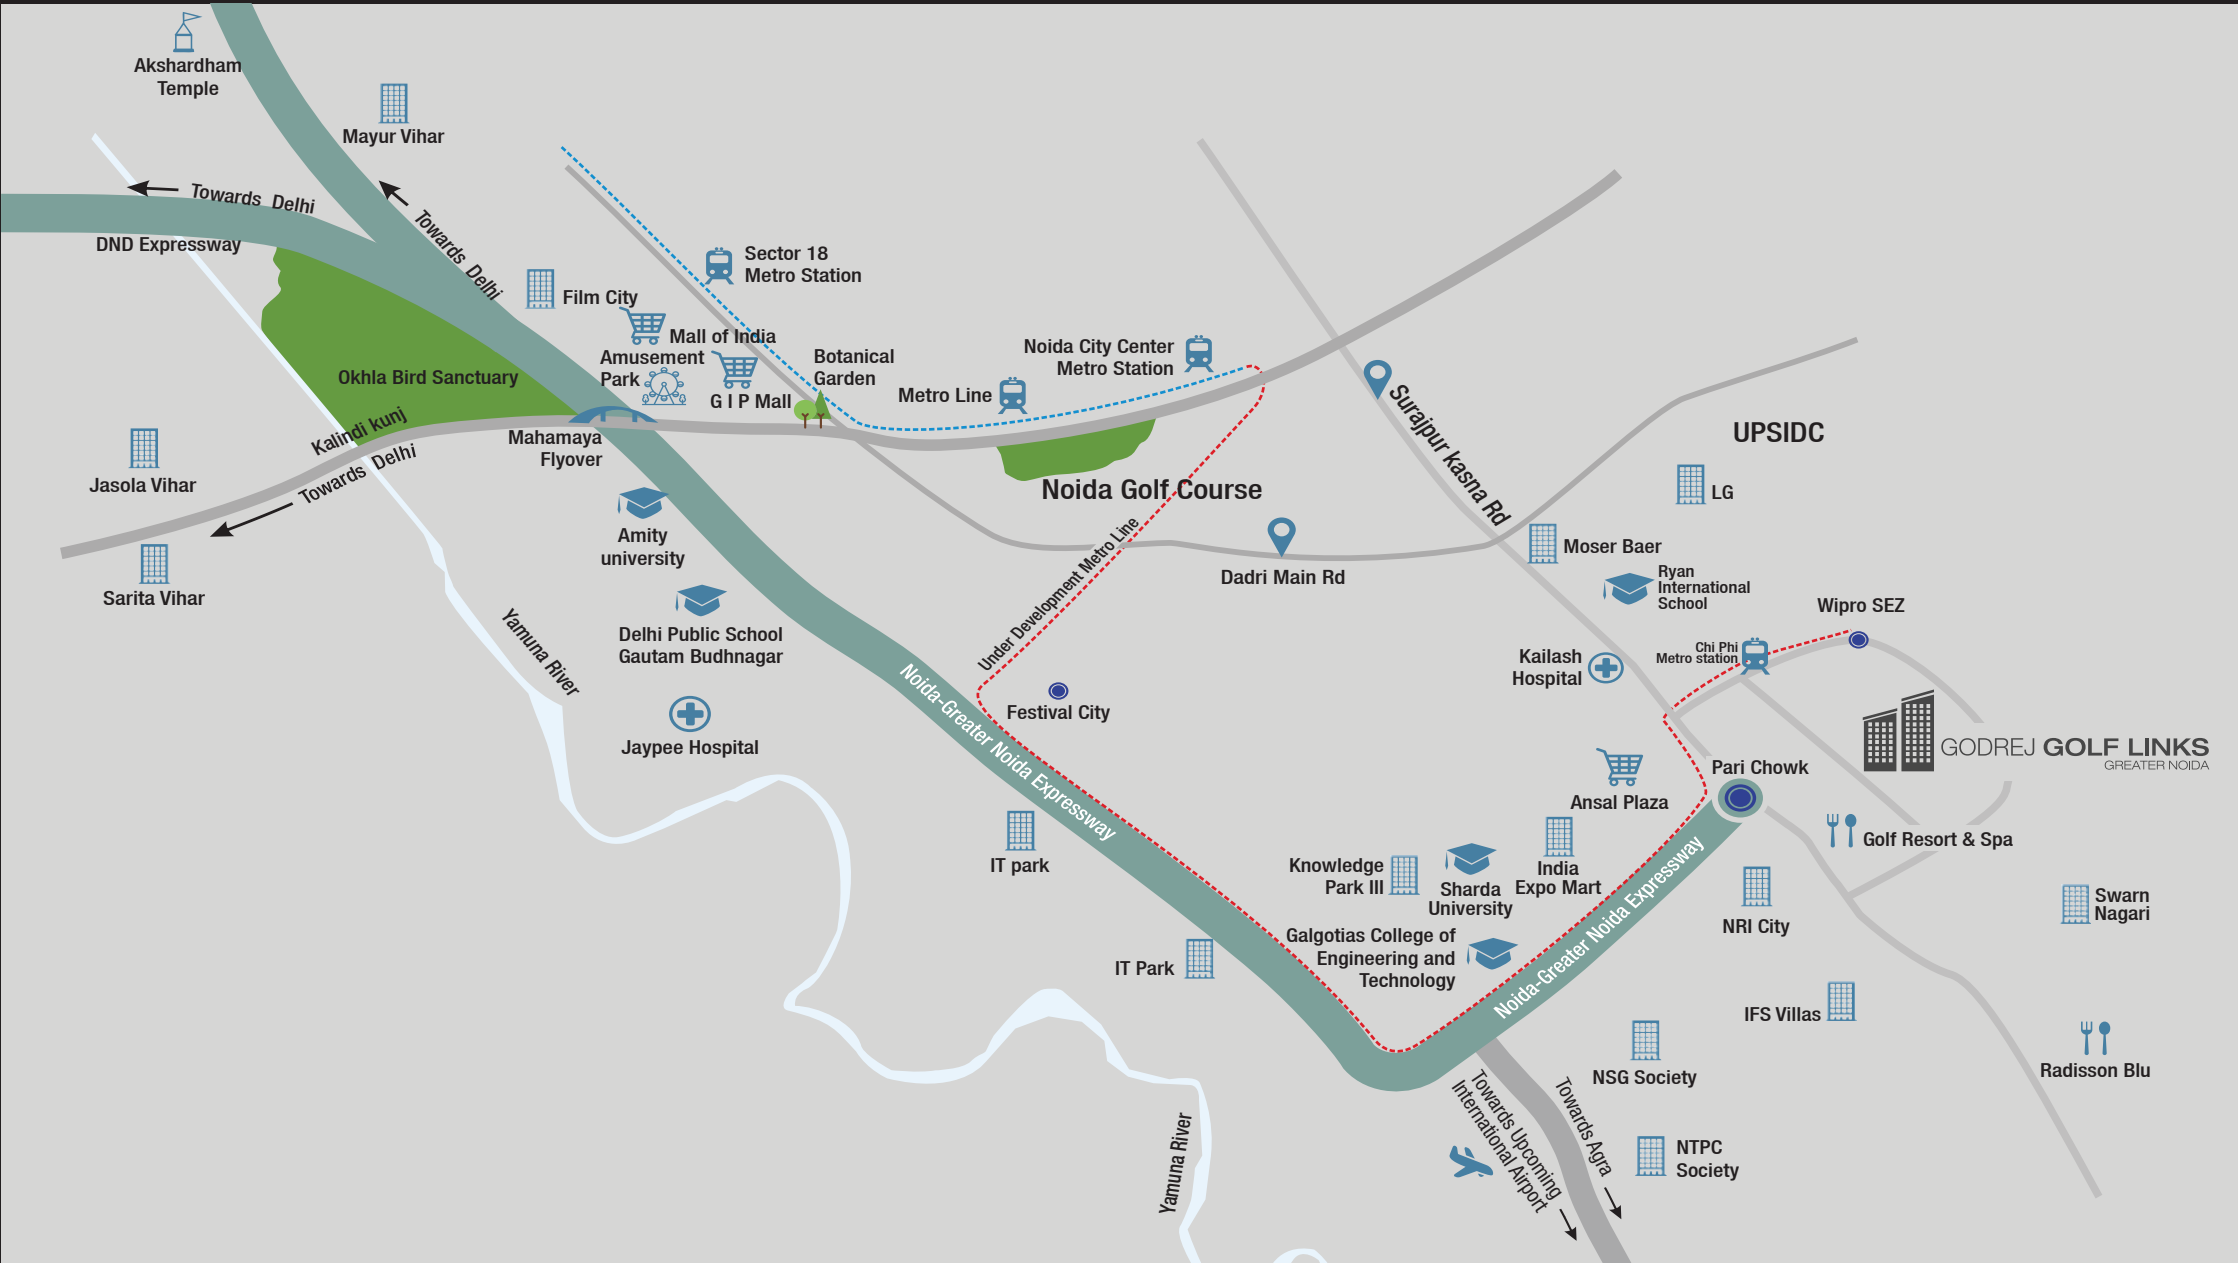 Akshardham
Temple
Mayur Vihar
Towards Delhi
DND Expressway
Towards Delhi
Sector 18
Metro Station
Film City
Mall of India
Amusement
Park
G I P Mall
Botanical
Garden
Noida City Center
Metro Station
Metro Line
Okhla Bird Sanctuary
Kalindi kunj
Towards Delhi
Mahamaya
Flyover
Jasola Vihar
Sarita Vihar
Amity
university
Noida Golf Course
Surajpur kasna Rd
UPSIDC
LG
Moser Baer
Ryan
International
School
Dadri Main Rd
Under Development Metro Line
Yamuna River
Delhi Public School
Gautam Budhnagar
Jaypee Hospital
Wipro SEZ
Chi Phi
Metro station
Kailash
Hospital
Festival City
Noida-Greater Noida Expressway
GODREJ GOLF LINKS
GREATER NOIDA
Pari Chowk
Ansal Plaza
Golf Resort & Spa
IT park
Knowledge
Park III
Sharda
University
India
Expo Mart
Noida-Greater Noida Expressway
NRI City
Swarn
Nagari
Galgotias College of
Engineering and
Technology
IT Park
IFS Villas
NSG Society
Radisson Blu
Towards Upcoming
International Airport
Towards Agra
NTPC
Society
Yamuna River